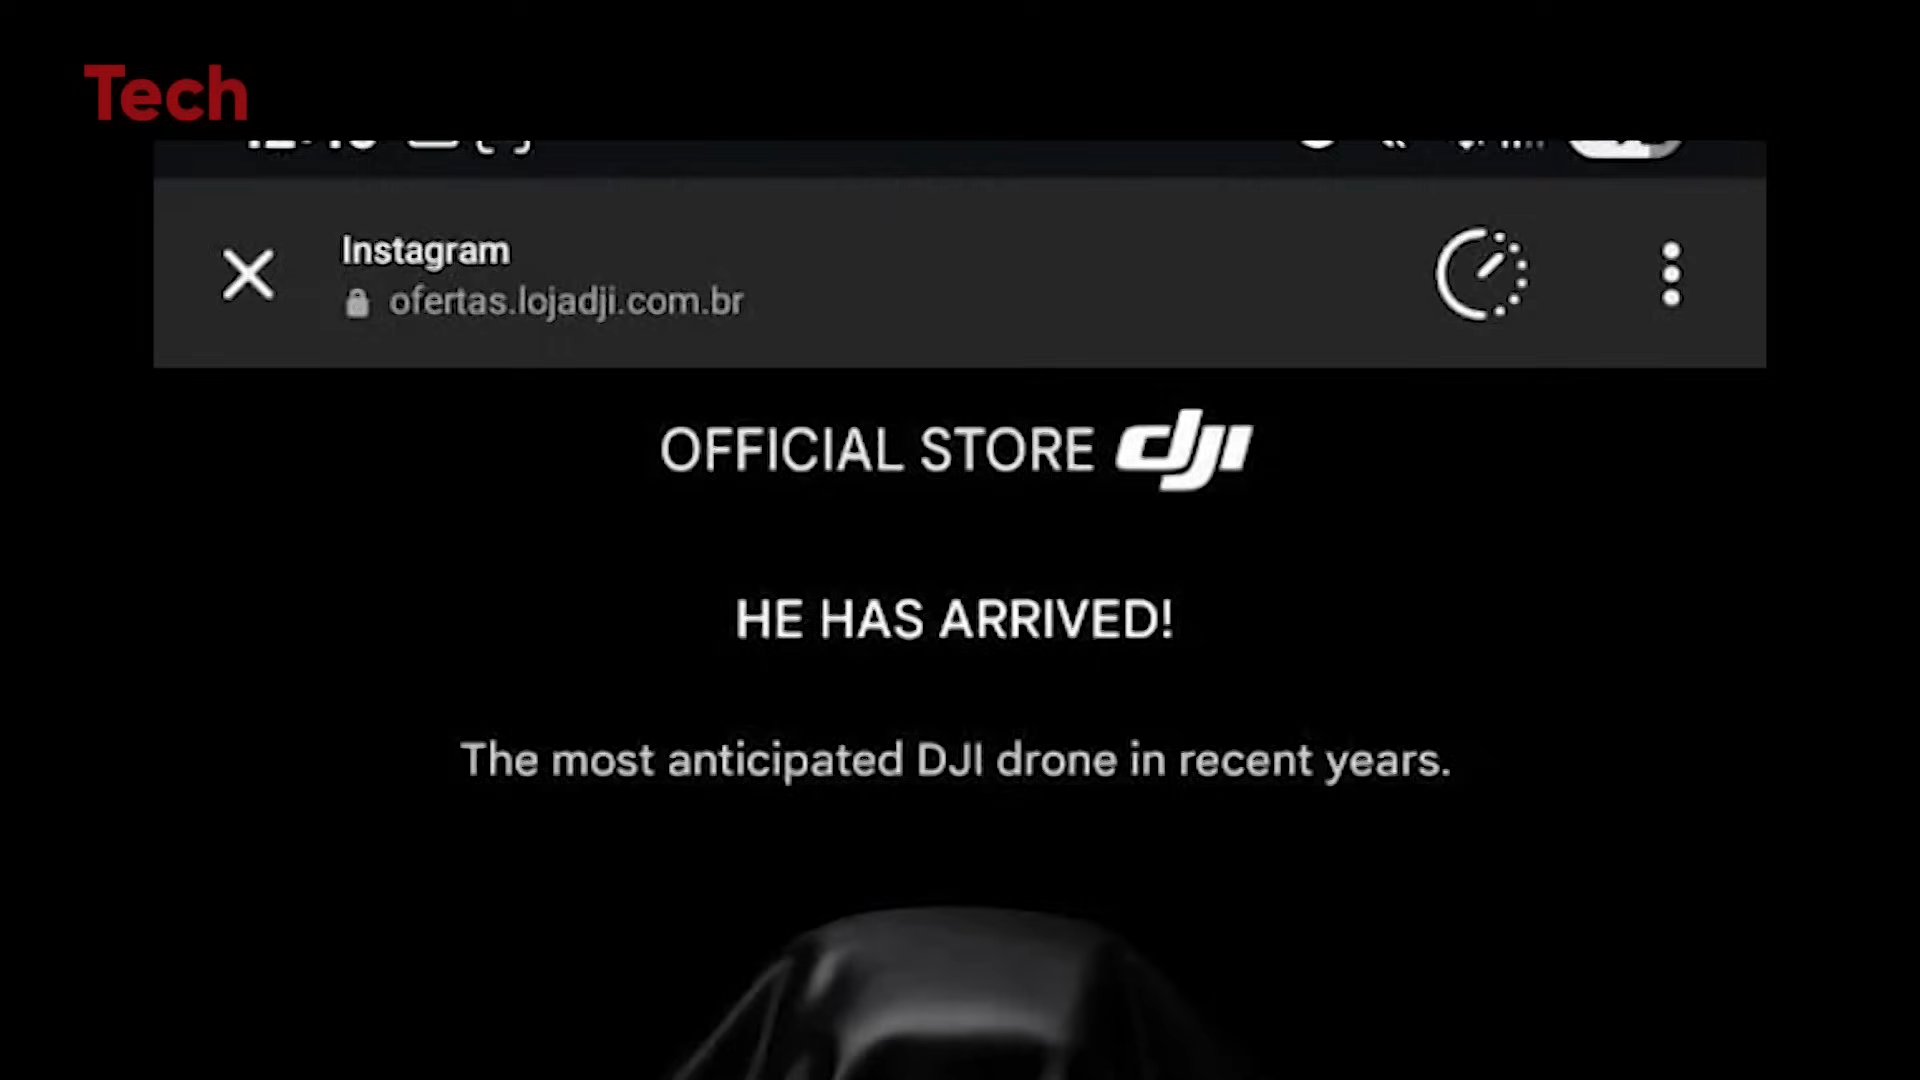 Tech
Instagram
ofertas.lojadji.com.br
OFFICIAL STORE dji
HE HAS ARRIVED!
The most anticipated DJI drone in recent years.